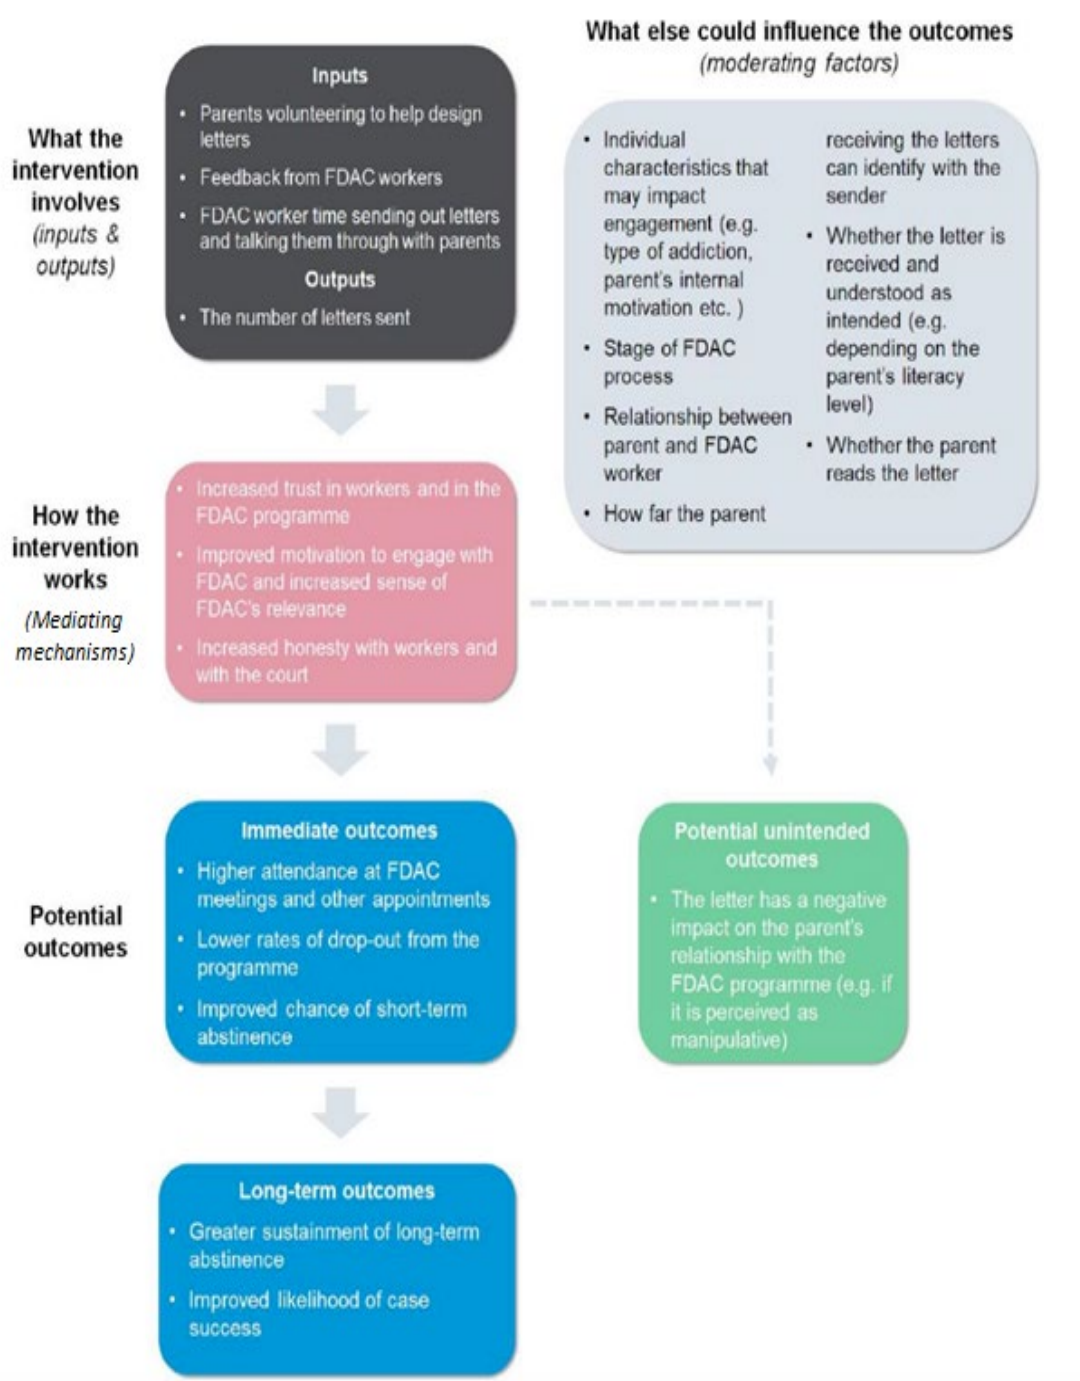 What the
intervention
involves
(inputs &
outputs)
Inputs
• Parents volunteering to help design
letters
• Feedback from FDAC workers
• FDAC worker time sending out letters
and talking them through with parents
Outputs
• The number of letters sent
What else could influence the outcomes
(moderating factors)
• Individual
characteristics that
may impact
engagement (e.g.
type of addiction,
parent's internal
motivation etc. )
• Stage of FDAC
process
• Relationship between
parent and FDAC
worker
• How far the parent
receiving the letters
can identify with the
sender
• Whether the letter is
received and
understood as
intended (e.g.
depending on the
parent's literacy
level)
• Whether the parent
reads the letter
How the
intervention
works
(Mediating
mechanisms)
• Increased trust in workers and in the
FDAC programme
• Improved motivation to engage with
FDAC and increased sense of
FDAC's relevance
• Increased honesty with workers and
with the court
Potential
outcomes
Immediate outcomes
• Higher attendance at FDAC
meetings and other appointments
• Lower rates of drop-out from the
programme
• Improved chance of short-term
abstinence
Potential unintended
outcomes
• The letter has a negative
impact on the parent's
relationship with the
FDAC programme (e.g. if
it is perceived as
manipulative)
Long-term outcomes
• Greater sustainment of long-term
abstinence
• Improved likelihood of case
success